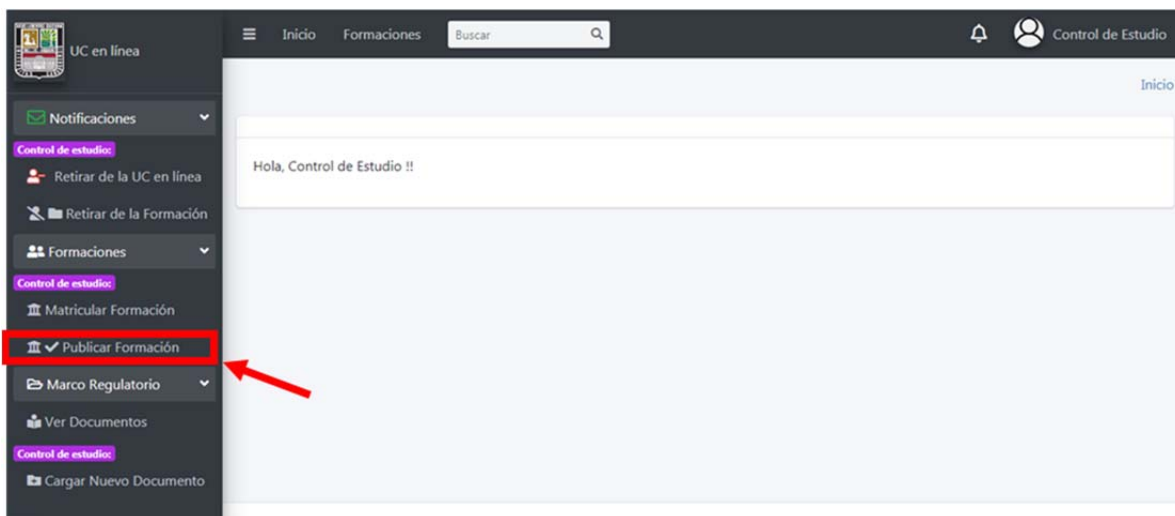 UC en línea
Inicio Formaciones Buscar Control de Estudio
Inicio
Notificaciones
Control de estudio:
Retirar de la UC en línea
Retirar de la Formación
Formaciones
Control de estudio:
Matricular Formación
Publicar Formación
Marco Regulatorio
Ver Documentos
Control de estudio:
Cargar Nuevo Documento
Hola, Control de Estudio !!